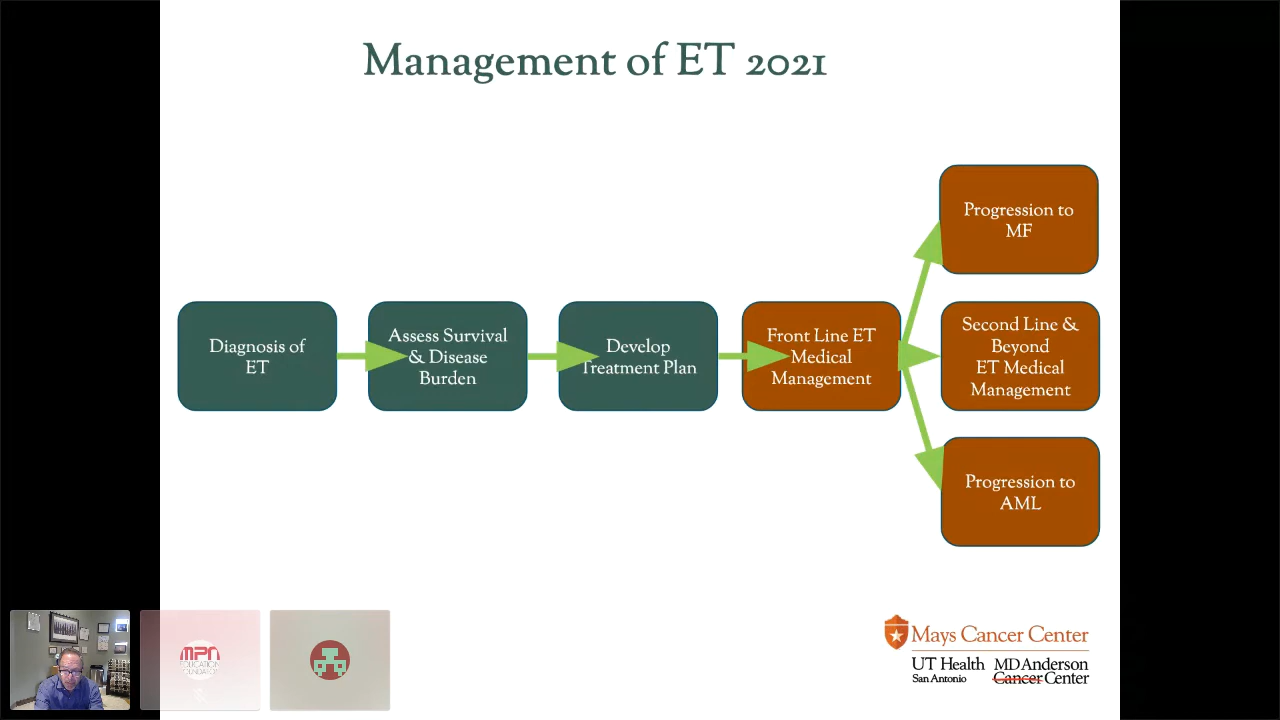 Management of ET 2021
Diagnosis of
ET
Assess Survival
& Disease
Burden
Develop
Treatment Plan
Front Line ET
Medical
Management
Progression to
MF
Second Line &
Beyond
ET Medical
Management
Progression to
AML
MPN
EDUCATION
FOUNDATION
Mays Cancer Center
UT Health
San Antonio
MD Anderson
Cancer Center